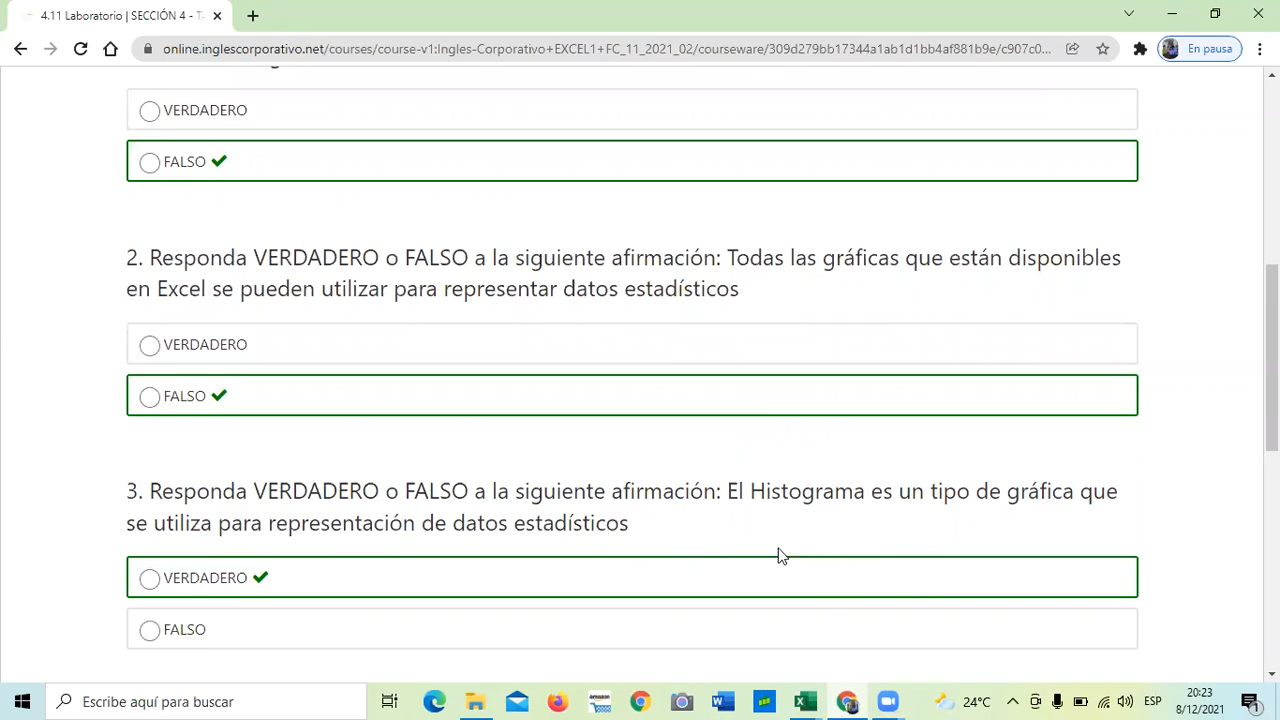 4.11 Laboratorio | SECCIÓN 4 - TA
online.inglescorporativo.net/courses/course-v1:Ingles-Corporativo+EXCEL1+FC_11_2021_02/courseware/309d279bb17344a1ab1d1bb4af881b9e/c907c0...
En pausa
VERDADERO
FALSO
2. Responda VERDADERO o FALSO a la siguiente afirmación: Todas las gráficas que están disponibles
en Excel se pueden utilizar para representar datos estadísticos
VERDADERO
FALSO
3. Responda VERDADERO o FALSO a la siguiente afirmación: El Histograma es un tipo de gráfica que
se utiliza para representación de datos estadísticos
VERDADERO
FALSO
Escribe aquí para buscar
24°C
ESP
20:23
8/12/2021
1